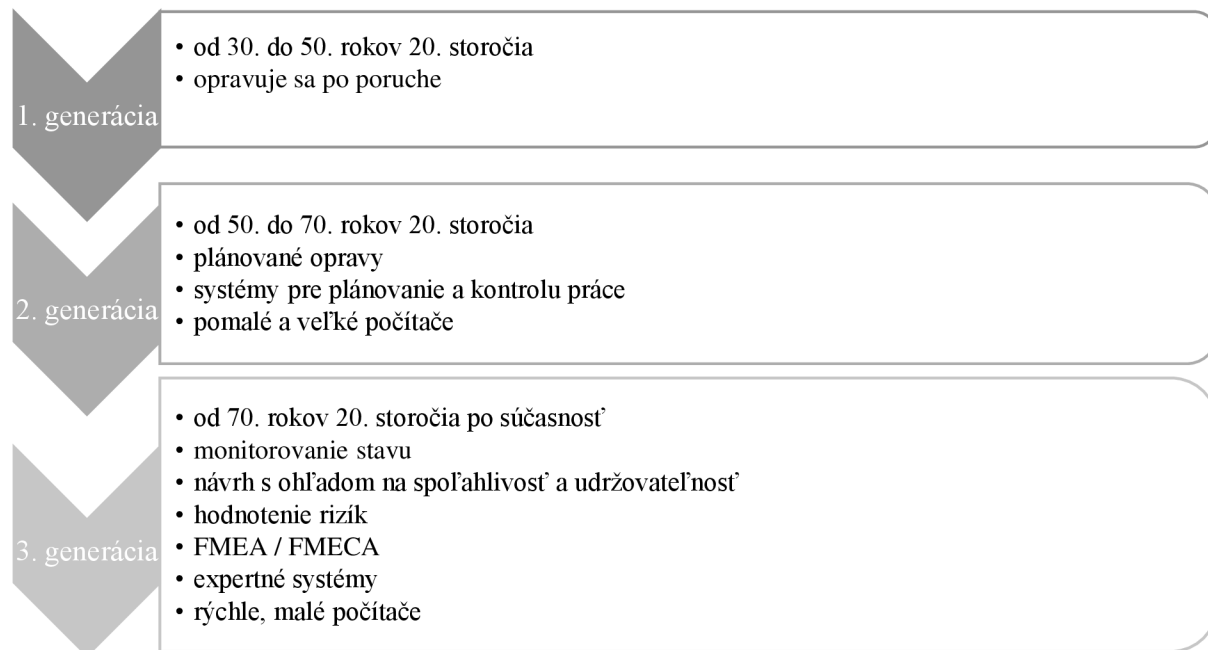 1. generácia
• od 30. do 50. rokov 20. storočia
• opravuje sa po poruche
2. generácia
• od 50. do 70. rokov 20. storočia
• plánované opravy
• systémy pre plánovanie a kontrolu práce
• pomalé a veľké počítače
3. generácia
• od 70. rokov 20. storočia po súčasnosť
• monitorovanie stavu
• návrh s ohľadom na spoľahlivosť a udržovateľnosť
• hodnotenie rizík
• FMEA / FMECA
• expertné systémy
• rýchle, malé počítače